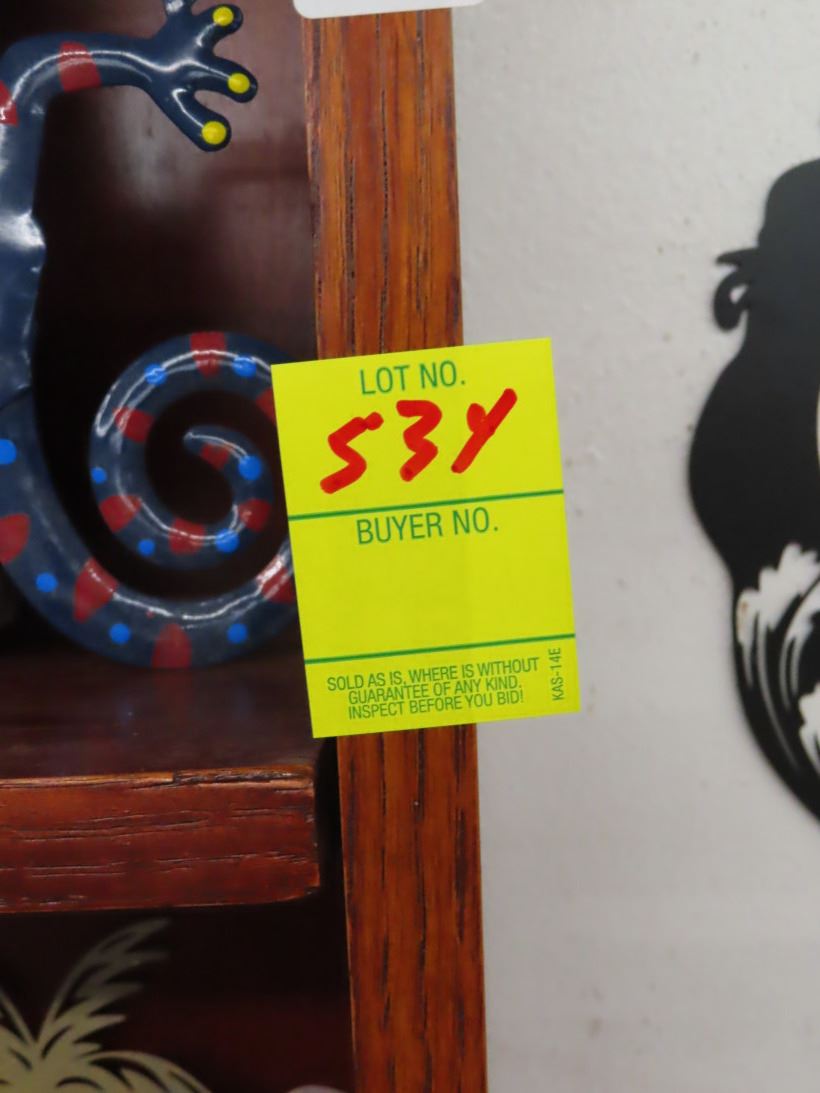 LOT NO.
534
BUYER NO.
SOLD AS IS, WHERE IS WITHOUT
GUARANTEE OF ANY KIND.
INSPECT BEFORE YOU BID!
KAS-14E